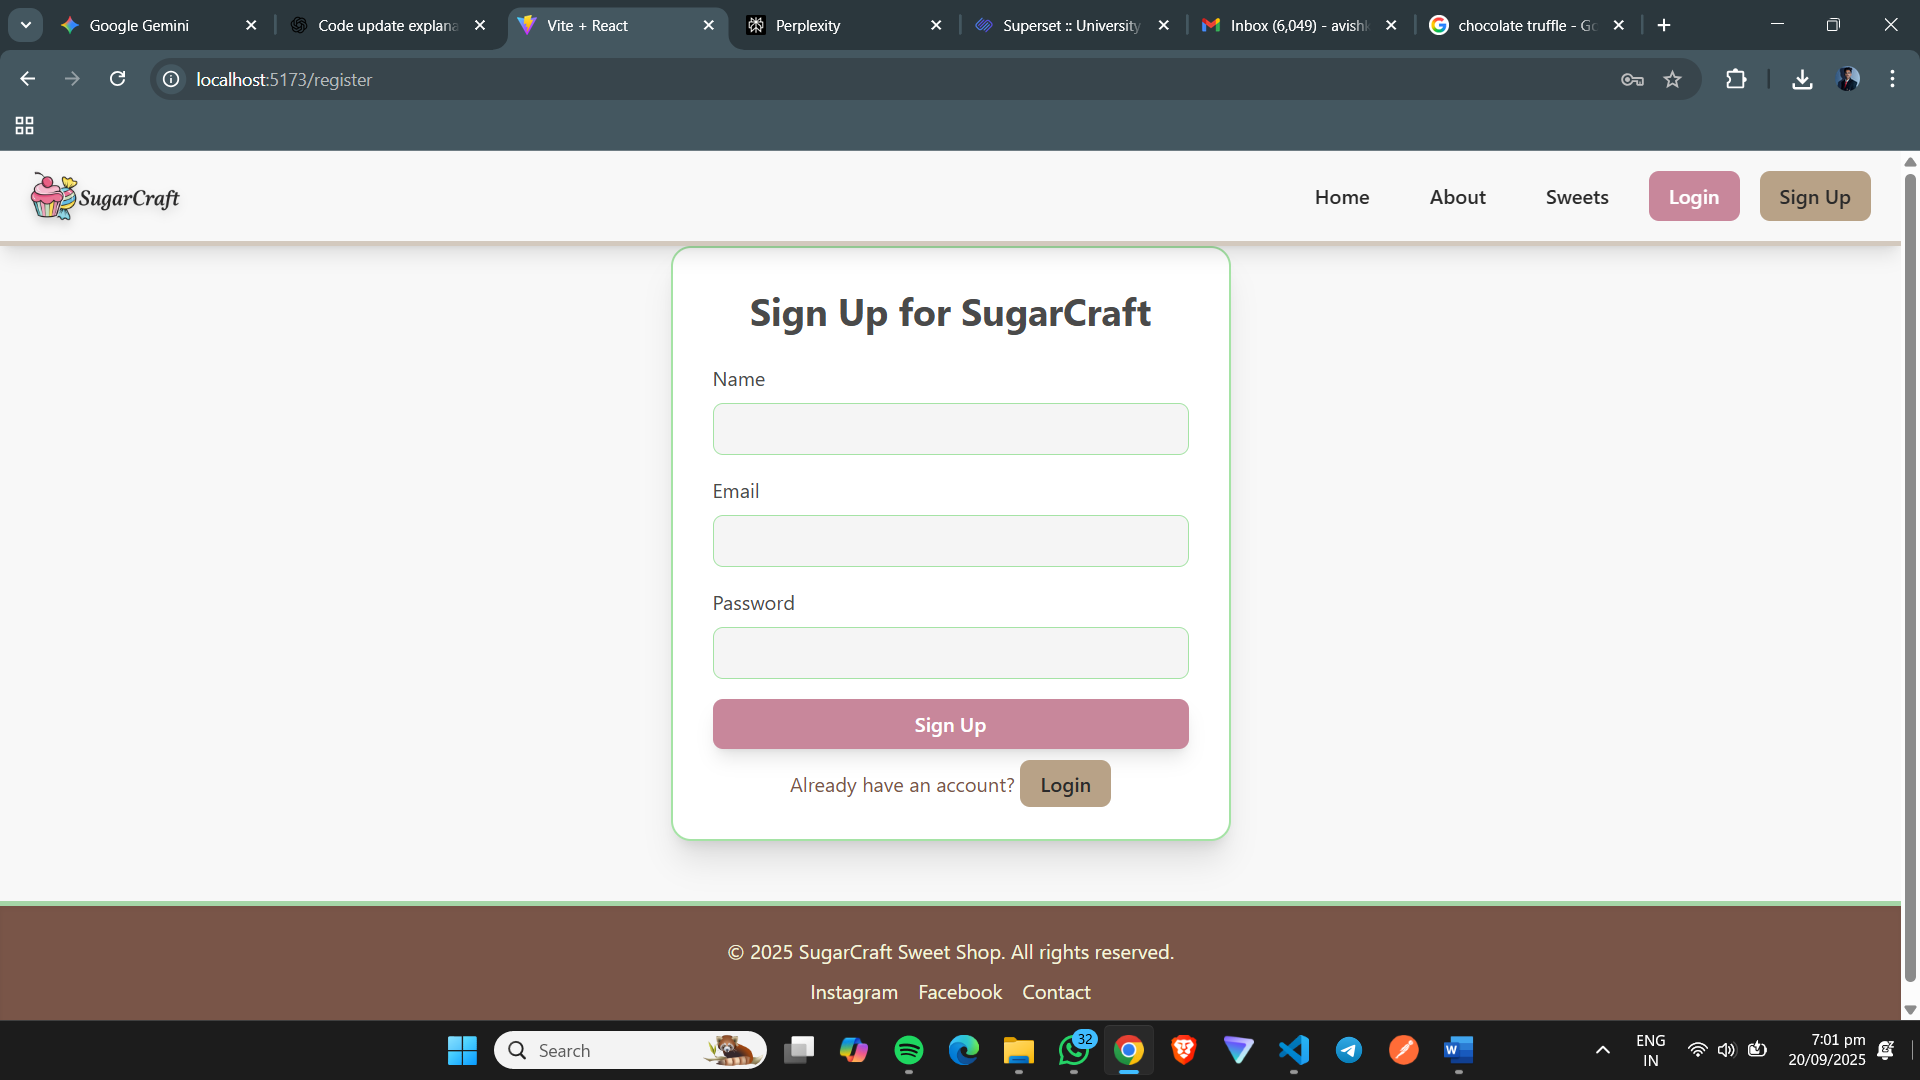 Google Gemini
Code update explana
Vite + React
Perplexity
Superset :: University
Inbox (6,049) - avishk
chocolate truffle - Go
localhost:5173/register
SugarCraft
Home
About
Sweets
Login
Sign Up
Sign Up for SugarCraft
Name
Email
Password
Sign Up
Already have an account?
Login
© 2025 SugarCraft Sweet Shop. All rights reserved.
Instagram
Facebook
Contact
Search
32
ENG
IN
7:01 pm
20/09/2025